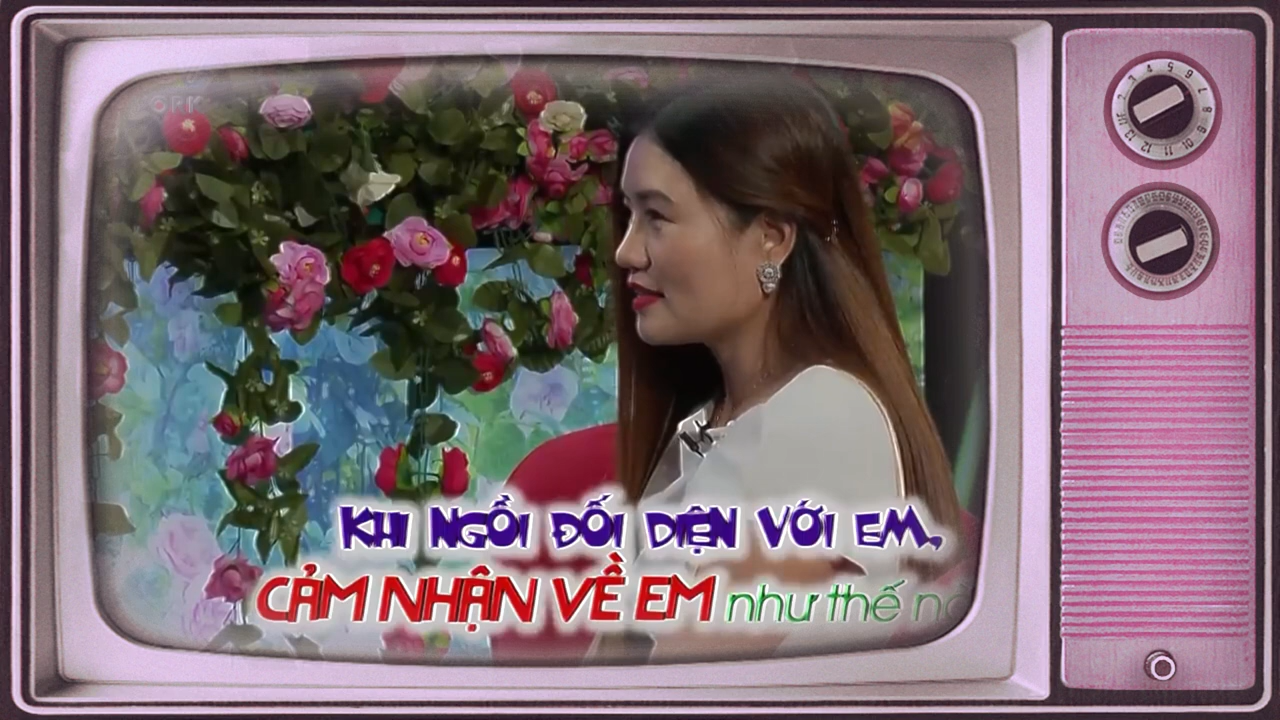 KHI NGỒI ĐỐI DIỆN VỚI EM,
CẢM NHẬN VỀ EM như thế